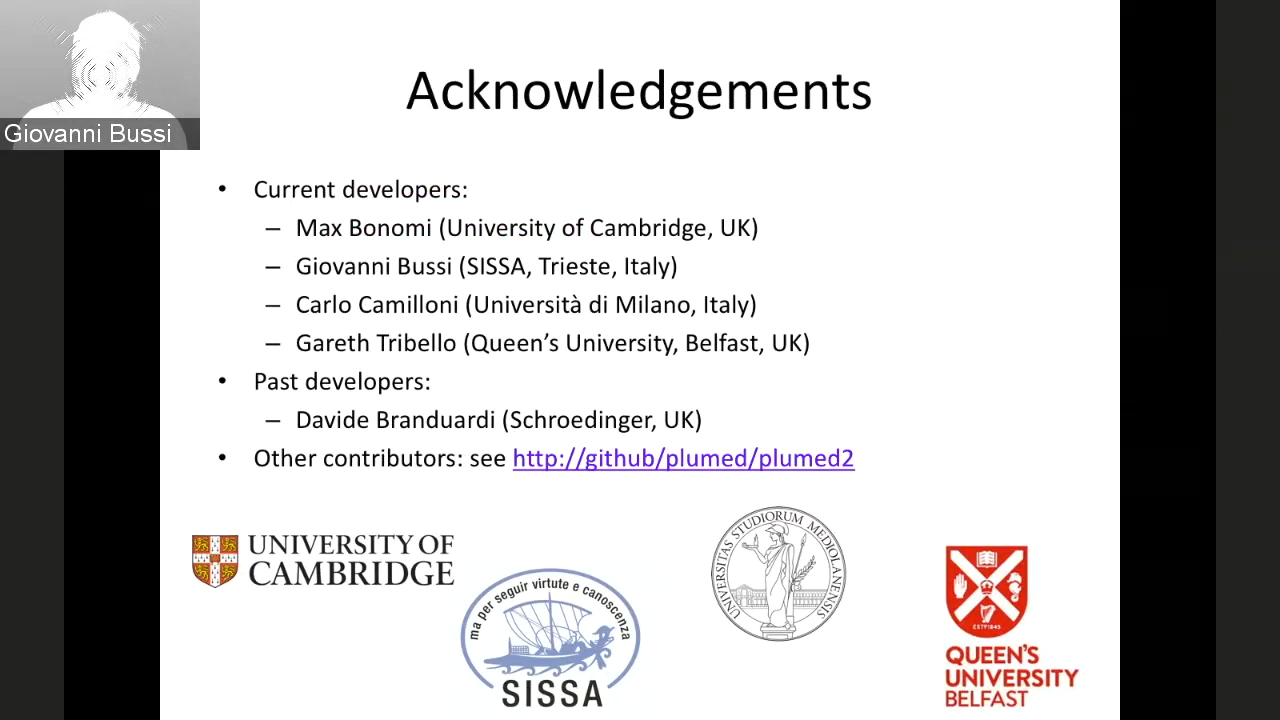 Giovanni Bussi
Acknowledgements
• Current developers:
– Max Bonomi (University of Cambridge, UK)
– Giovanni Bussi (SISSA, Trieste, Italy)
– Carlo Camilloni (Università di Milano, Italy)
– Gareth Tribello (Queen’s University, Belfast, UK)
• Past developers:
– Davide Branduardi (Schroedinger, UK)
• Other contributors: see http://github/plumed/plumed2
UNIVERSITY OF
CAMBRIDGE
ma per seguir virtute e canoscenza
SISSA
UNIVERSITAS STUDIORUM MEDIOLANENSIS
ESTD1845
QUEEN’S
UNIVERSITY
BELFAST